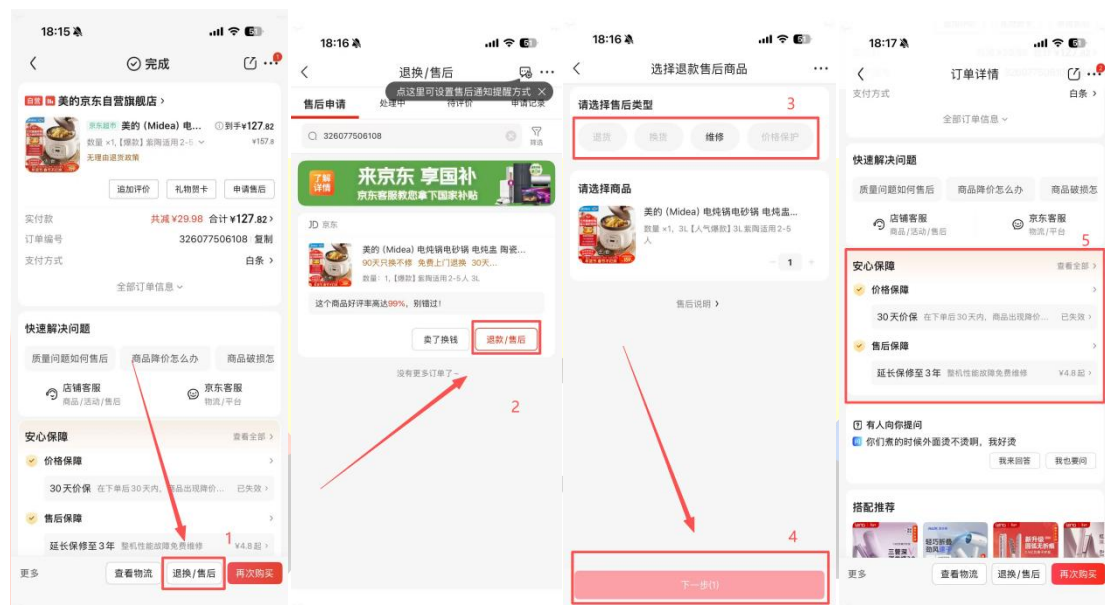 18:15
完成
自营 美的京东自营旗舰店 >
京东超市 美的 (Midea) 电... 到手¥127.82
数量 ×1,【爆款】紫陶适用2-5 ¥157.8
无理由退货政策
追加评价 礼物贺卡 申请售后
实付款 共减 ¥29.98 合计 ¥127.82 >
订单编号 326077506108 复制
支付方式 白条 >
全部订单信息
快速解决问题
质量问题如何售后 商品降价怎么办 商品破损怎
店铺客服 京东客服
商品/活动/售后 物流/平台
安心保障 查看全部 >
价格保障 >
30天价保 在下单后30天内,商品出现降价... 已失效 >
售后保障 >
延长保修至3年 整机性能故障免费维修 ¥4.8起 >
1
更多 查看物流 退换/售后 再次购买
18:16
退换/售后
点这里可设置售后通知提醒方式 ×
售后申请 处理中 待评价 申请记录
326077506108 筛选
了解详情 来京东 享国补
京东客服教您拿下国家补贴
JD 京东
美的 (Midea) 电炖锅电砂锅 电炖盅 陶瓷...
90天只换不修 免费上门退换 30天...
数量: 1,【爆款】紫陶适用2-5人 3L
这个商品好评率高达99%,别错过!
卖了换钱 退款/售后
没有更多订单了~
2
18:16
选择退款售后商品
请选择售后类型
3
退货 换货 维修 价格保护
请选择商品
美的 (Midea) 电炖锅电砂锅 电炖盅...
数量 ×1, 3L【人气爆款】3L紫陶适用2-5
人
- 1 +
售后说明 >
4
下一步(1)
18:17
订单详情
支付方式 白条 >
全部订单信息
快速解决问题
质量问题如何售后 商品降价怎么办 商品破损怎
店铺客服 京东客服
商品/活动/售后 物流/平台
5
安心保障 查看全部 >
价格保障 >
30天价保 在下单后30天内,商品出现降价... 已失效 >
售后保障 >
延长保修至3年 整机性能故障免费维修 ¥4.8起 >
有人向你提问
你们煮的时候外面烫不烫啊,我好烫
我来回答 我也要问
搭配推荐
更多 查看物流 退换/售后 再次购买